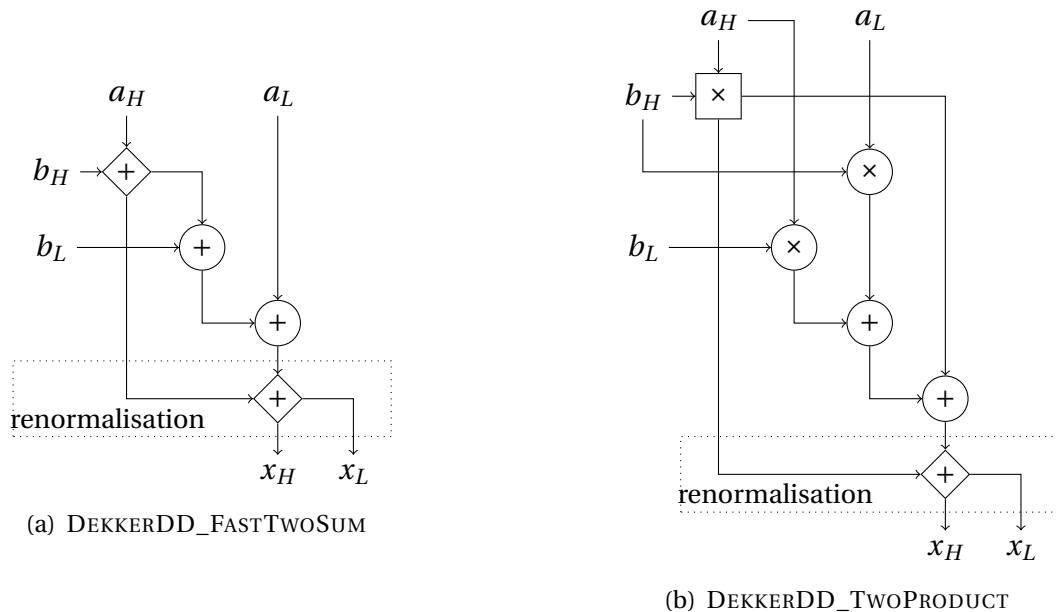 a_H a_L
b_H +
b_L +
+
renormalisation +
x_H x_L
(a) DEKKERDD_FASTTWOSUM
a_H a_L
b_H ×
×
b_L ×
+
+
renormalisation +
x_H x_L
(b) DEKKERDD_TWOPRODUCT